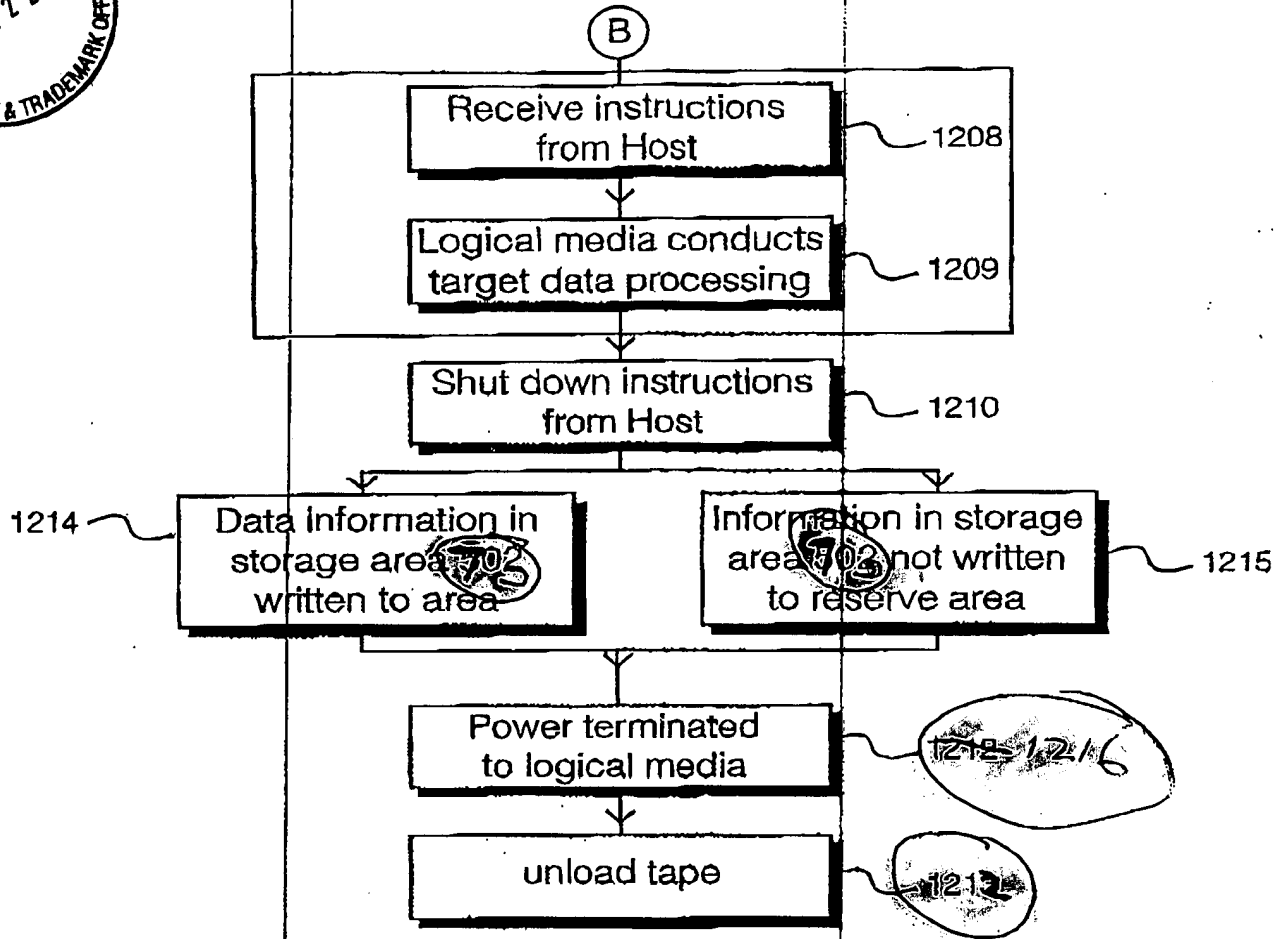 & TRADEMARK OFF
B
Receive instructions
from Host
1208
Logical media conducts
target data processing
1209
Shut down instructions
from Host
1210
1214
Data information in
storage area
written to area
Information in storage
area not written
to reserve area
1215
Power terminated
to logical media
1216
unload tape